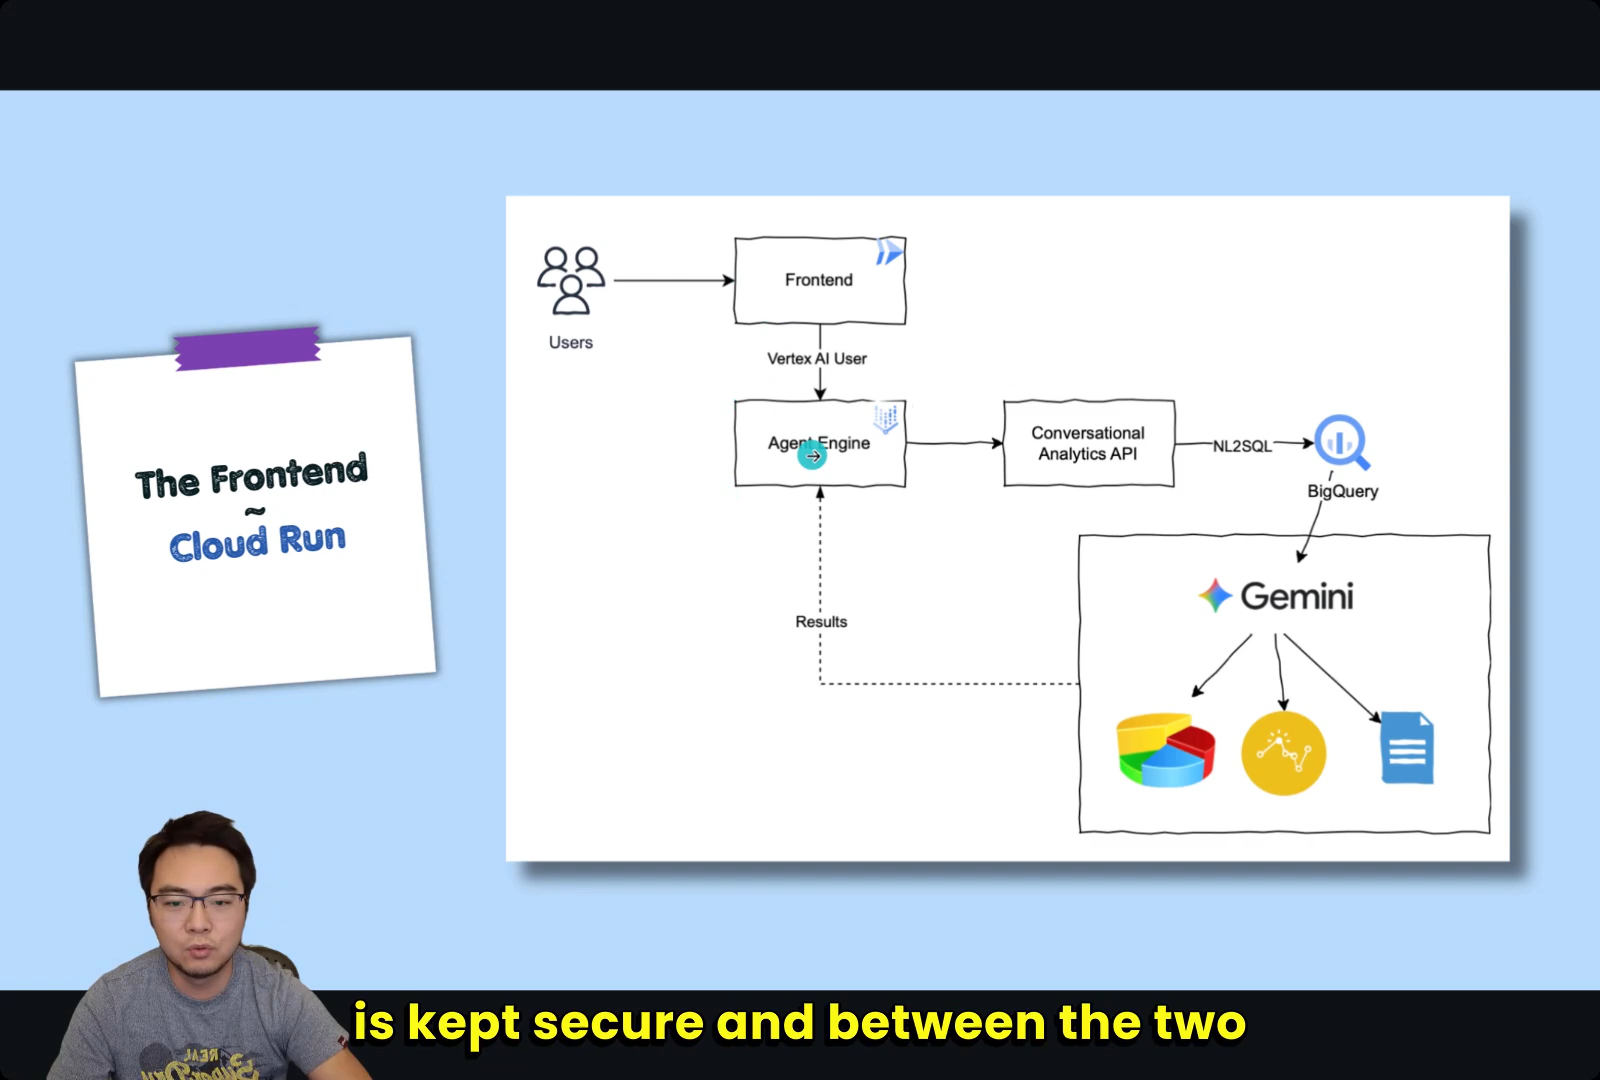 The Frontend
~
Cloud Run
Users
Frontend
Vertex AI User
Agent Engine
Conversational
Analytics API
NL2SQL
BigQuery
Gemini
Results
REAL
is kept secure and between the two